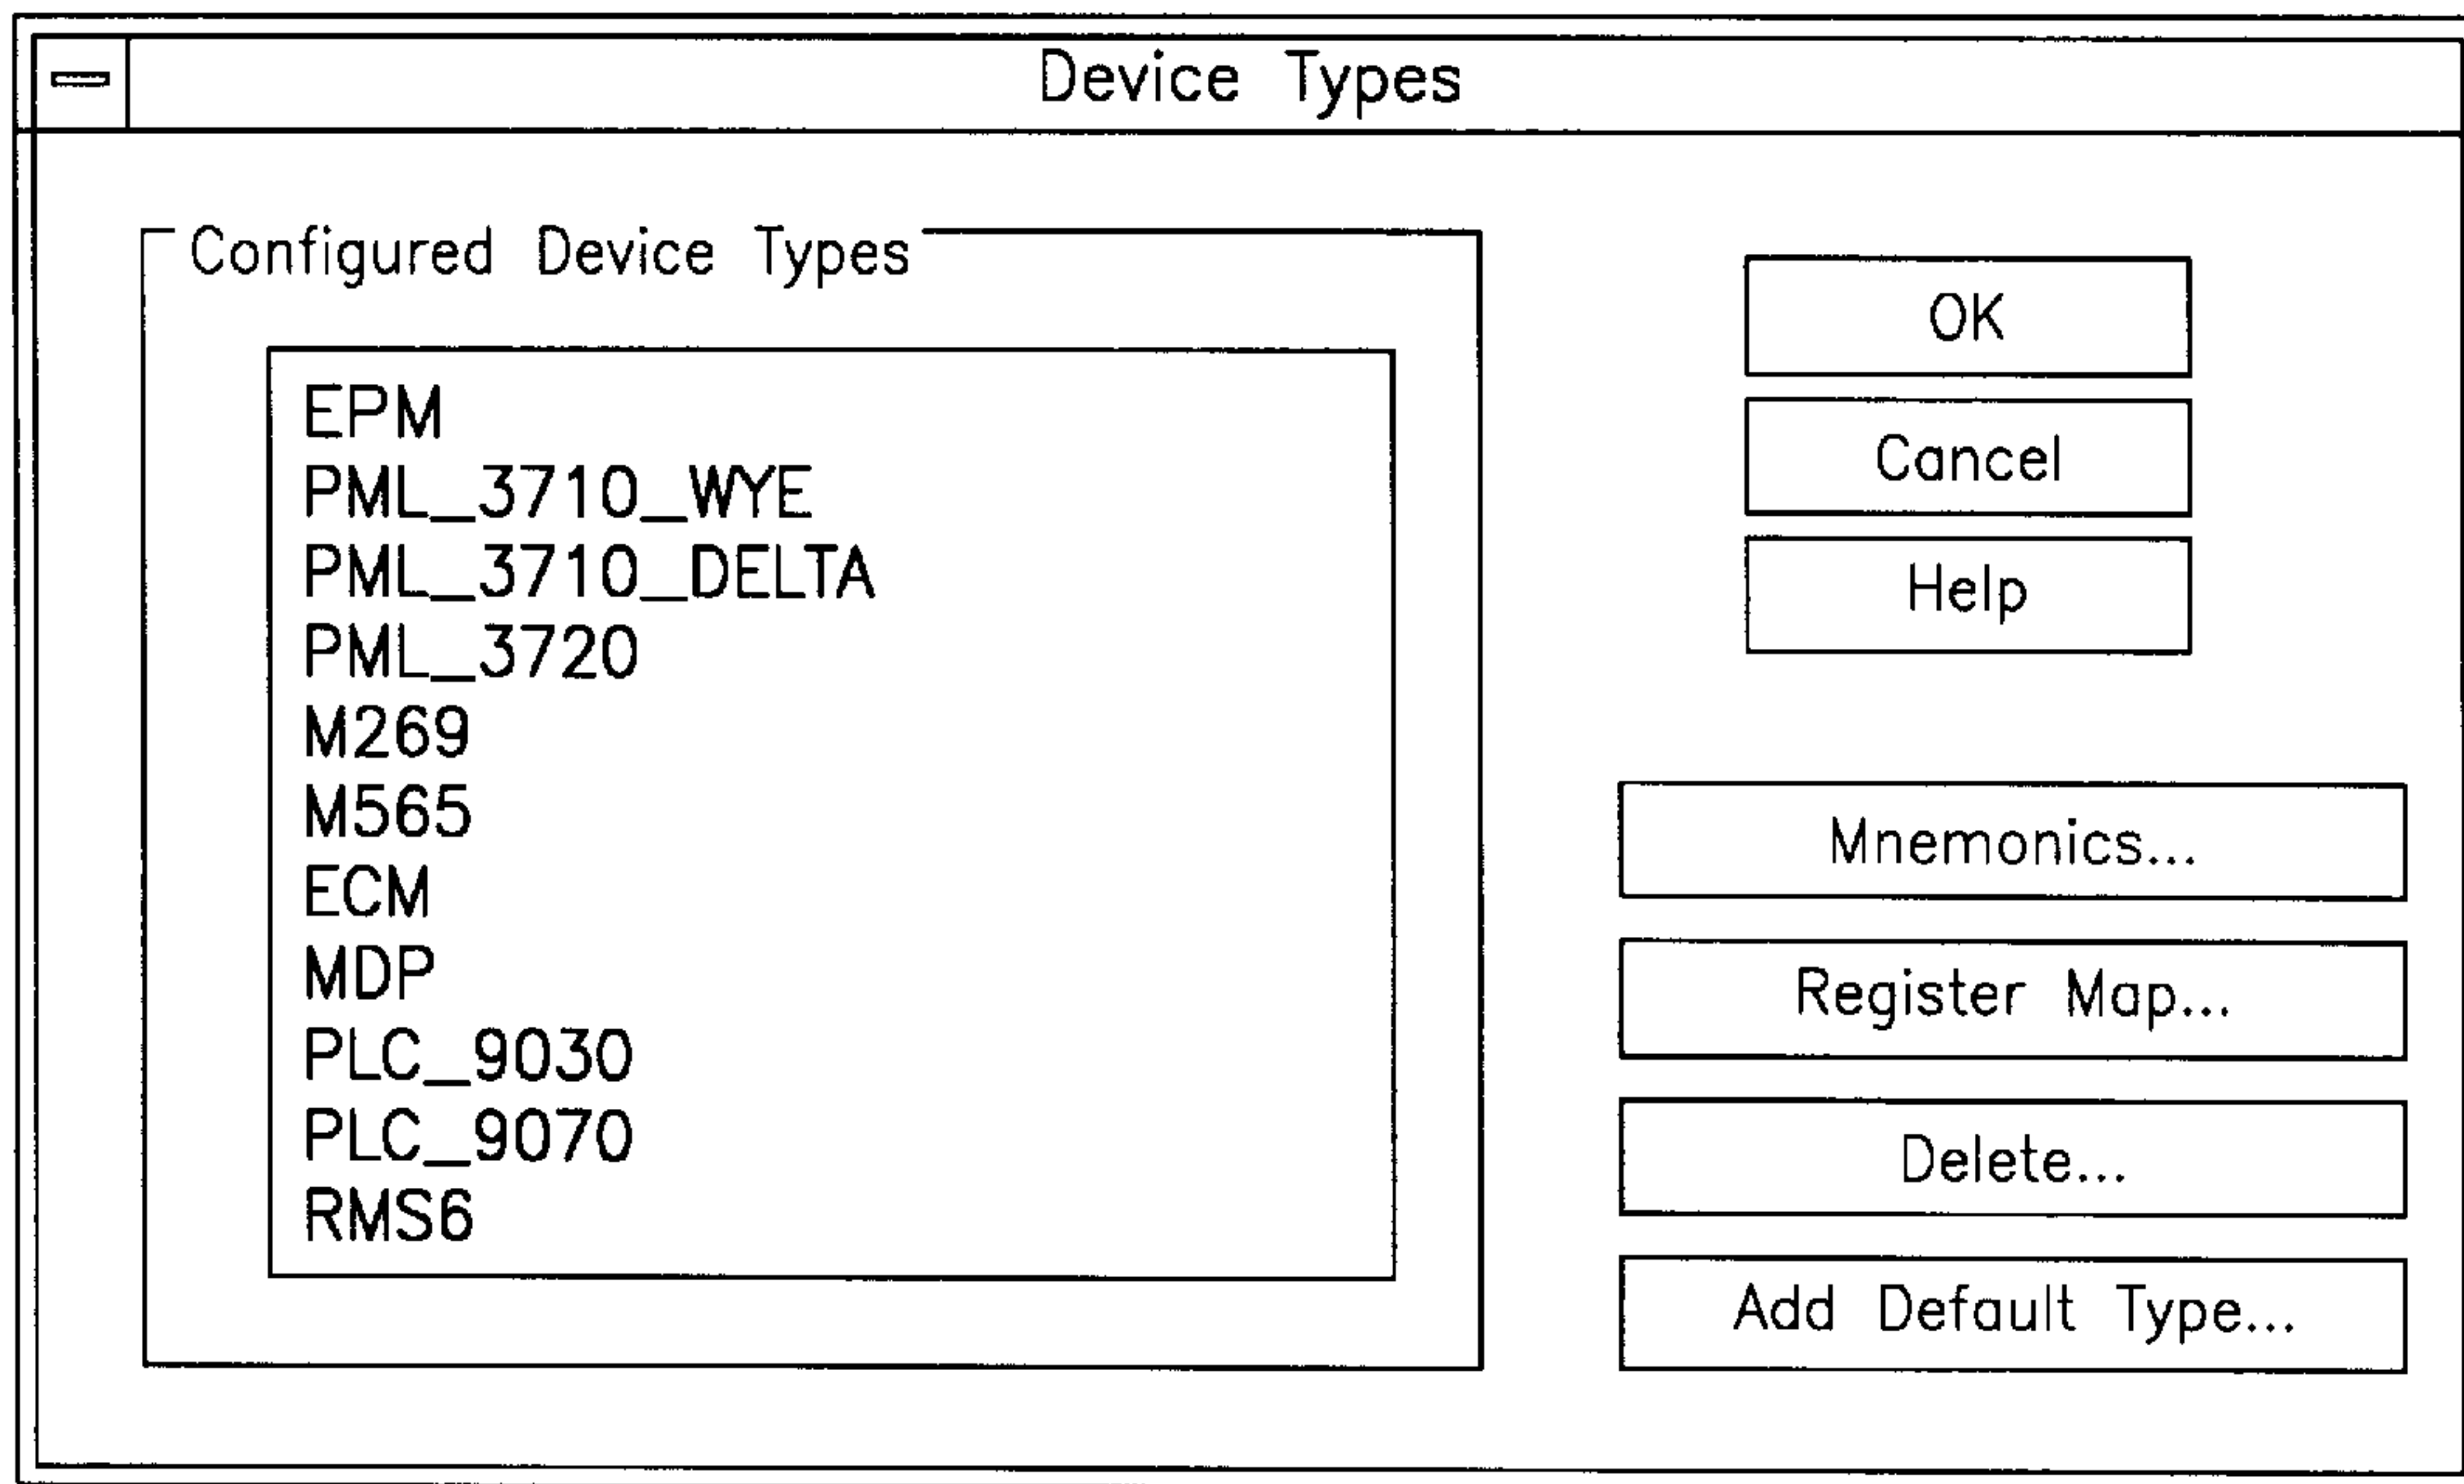 Device Types
Configured Device Types
EPM
PML_3710_WYE
PML_3710_DELTA
PML_3720
M269
M565
ECM
MDP
PLC_9030
PLC_9070
RMS6
OK
Cancel
Help
Mnemonics...
Register Map...
Delete...
Add Default Type...